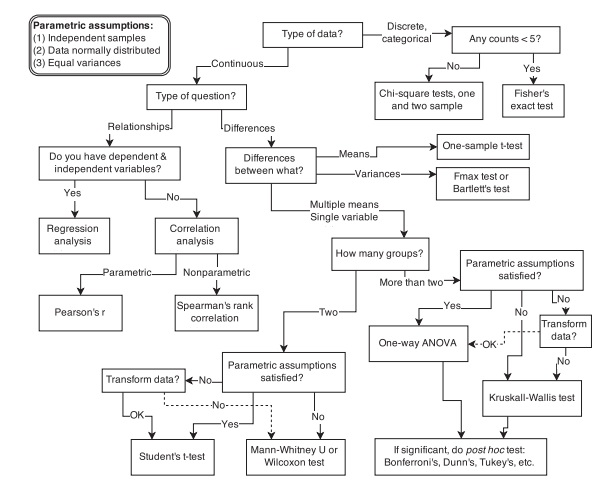 Parametric assumptions:
(1) Independent samples
(2) Data normally distributed
(3) Equal variances
Type of data?
Discrete,
categorical
Any counts < 5?
Continuous
No
Yes
Type of question?
Chi-square tests, one
and two sample
Fisher's
exact test
Relationships
Differences
Do you have dependent &
independent variables?
Differences
between what?
Means
One-sample t-test
Variances
Fmax test or
Bartlett's test
Yes
No
Multiple means
Single variable
Regression
analysis
Correlation
analysis
How many groups?
Parametric assumptions
satisfied?
Parametric
Nonparametric
More than two
Pearson's r
Spearman's rank
correlation
Two
Yes
No
No
One-way ANOVA
OK
Transform
data?
No
Parametric assumptions
satisfied?
Transform data?
No
Kruskall-Wallis test
OK
No
Yes
No
Student's t-test
Mann-Whitney U or
Wilcoxon test
If significant, do post hoc test:
Bonferroni's, Dunn's, Tukey's, etc.